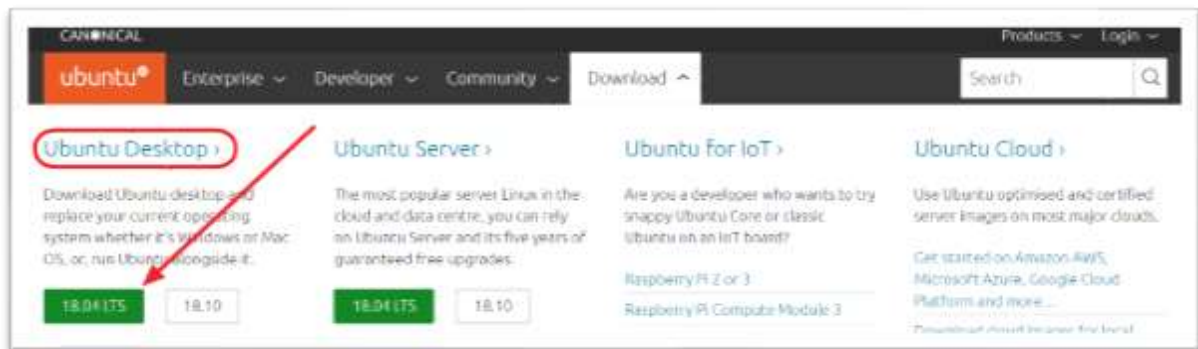 CANONICAL
Products Login
ubuntu Enterprise Developer Community Download Search
Ubuntu Desktop ›
Download Ubuntu desktop and
replace your current operating
system whether it's Windows or Mac
OS, or, run Ubuntu alongside it.
18.04 LTS 18.10
Ubuntu Server ›
The most popular server Linux in the
cloud and data centre, you can rely
on Ubuntu Server and its five years of
guaranteed free upgrades.
18.04 LTS 18.10
Ubuntu for IoT ›
Are you a developer who wants to try
snappy Ubuntu Core or classic
Ubuntu on an IoT board?
Raspberry Pi 2 or 3
Raspberry Pi Compute Module 3
Ubuntu Cloud ›
Use Ubuntu optimised and certified
server images on most major clouds.
Get started on Amazon AWS,
Microsoft Azure, Google Cloud
Platform and more...
Download cloud images for local